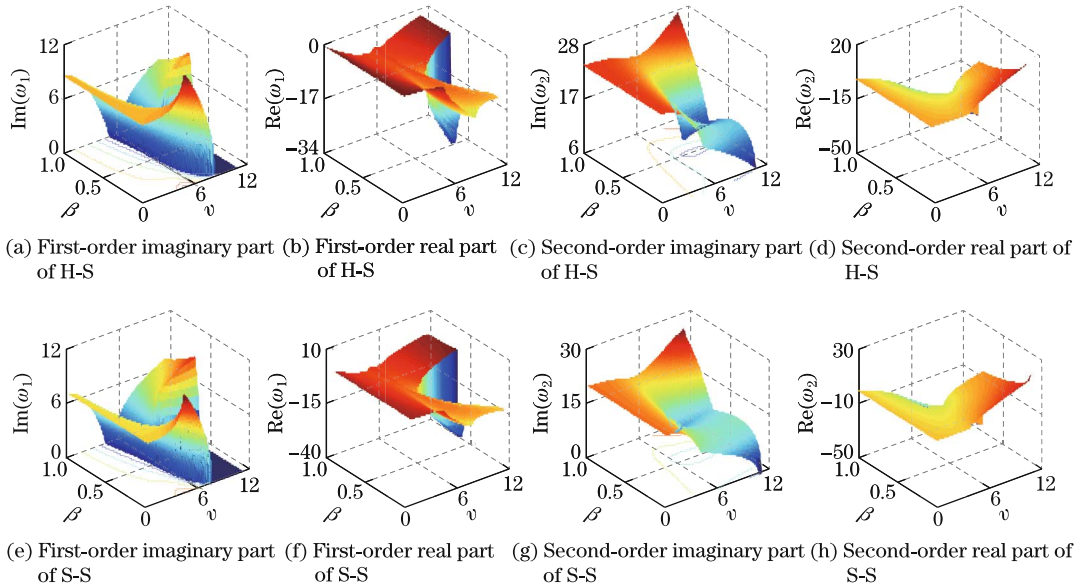 12
6
0
1.0
0.5
0
6
12
Im(ω₁)
β
v
(a) First-order imaginary part
of H-S
0
−17
−34
1.0
0.5
0
6
12
Re(ω₁)
β
v
(b) First-order real part
of H-S
28
17
6
1.0
0.5
0
6
12
Im(ω₂)
β
v
(c) Second-order imaginary part
of H-S
20
−15
−50
1.0
0.5
0
6
12
Re(ω₂)
β
v
(d) Second-order real part of
H-S
12
6
0
1.0
0.5
0
6
12
Im(ω₁)
β
v
(e) First-order imaginary part
of S-S
10
−15
−40
1.0
0.5
0
6
12
Re(ω₁)
β
v
(f) First-order real part
of S-S
30
15
0
1.0
0.5
0
6
12
Im(ω₂)
β
v
(g) Second-order imaginary part
of S-S
30
−10
−50
1.0
0.5
0
6
12
Re(ω₂)
β
v
(h) Second-order real part of
S-S